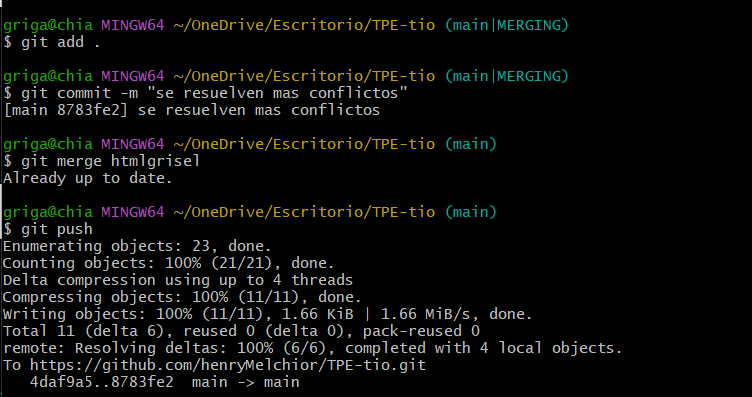 griga@chia MINGW64 ~/OneDrive/Escritorio/TPE-tio (main|MERGING)
$ git add .
griga@chia MINGW64 ~/OneDrive/Escritorio/TPE-tio (main|MERGING)
$ git commit -m "se resuelven mas conflictos"
[main 8783fe2] se resuelven mas conflictos
griga@chia MINGW64 ~/OneDrive/Escritorio/TPE-tio (main)
$ git merge htmlgrisel
Already up to date.
griga@chia MINGW64 ~/OneDrive/Escritorio/TPE-tio (main)
$ git push
Enumerating objects: 23, done.
Counting objects: 100% (21/21), done.
Delta compression using up to 4 threads
Compressing objects: 100% (11/11), done.
Writing objects: 100% (11/11), 1.66 KiB | 1.66 MiB/s, done.
Total 11 (delta 6), reused 0 (delta 0), pack-reused 0
remote: Resolving deltas: 100% (6/6), completed with 4 local objects.
To https://github.com/henryMelchior/TPE-tio.git
   4daf9a5..8783fe2  main -> main